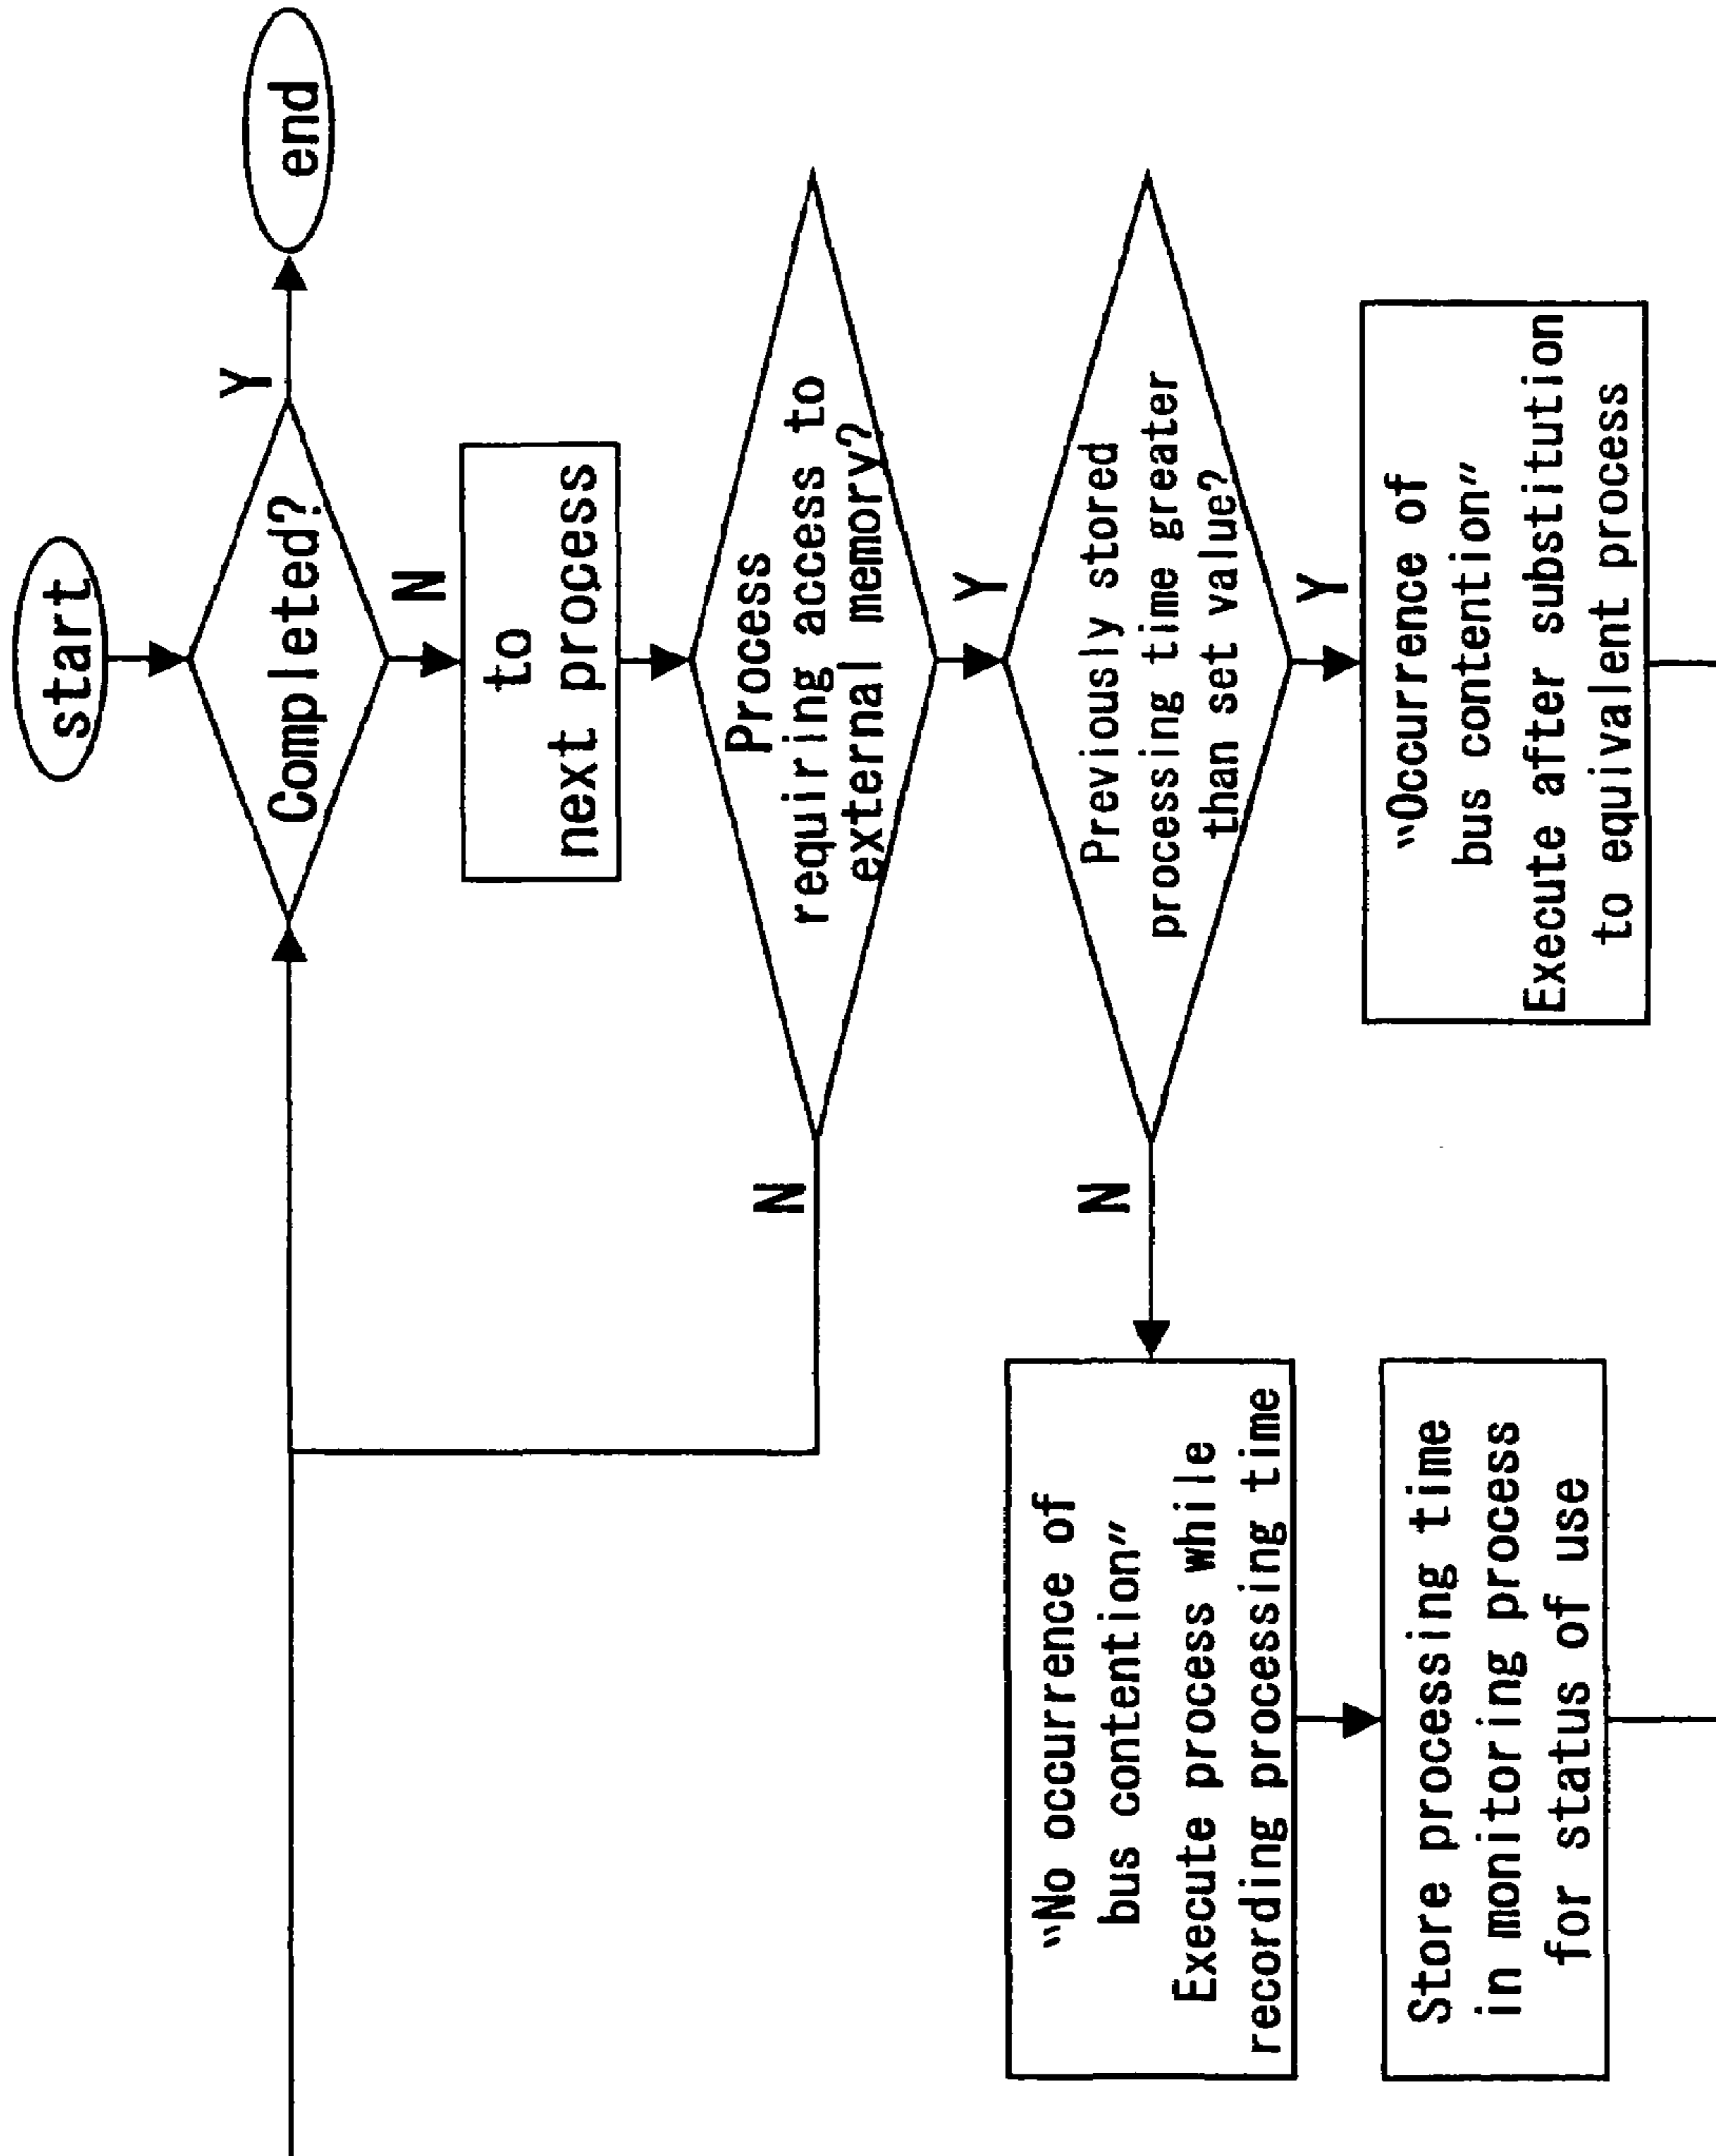 start
Completed?
Y
end
N
to
next process
Process
requiring access to
external memory?
N
Y
Previously stored
processing time greater
than set value?
N
Y
"No occurrence of
bus contention"
Execute process while
recording processing time
"Occurrence of
bus contention"
Execute after substitution
to equivalent process
Store processing time
in monitoring process
for status of use